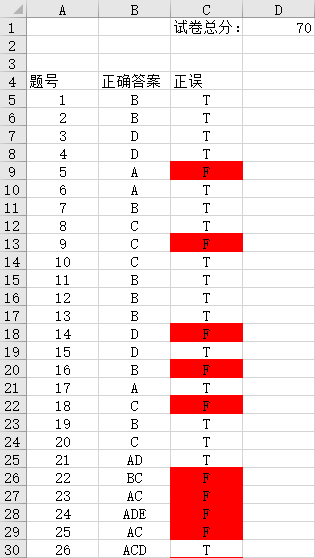 A B C D
1 试卷总分： 70
2
3
4 题号 正确答案 正误
5 1 B T
6 2 B T
7 3 D T
8 4 D T
9 5 A F
10 6 A T
11 7 B T
12 8 C T
13 9 C F
14 10 C T
15 11 B T
16 12 B T
17 13 B T
18 14 D F
19 15 D T
20 16 B F
21 17 A T
22 18 C F
23 19 B T
24 20 C T
25 21 AD T
26 22 BC F
27 23 AC F
28 24 ADE F
29 25 AC F
30 26 ACD T